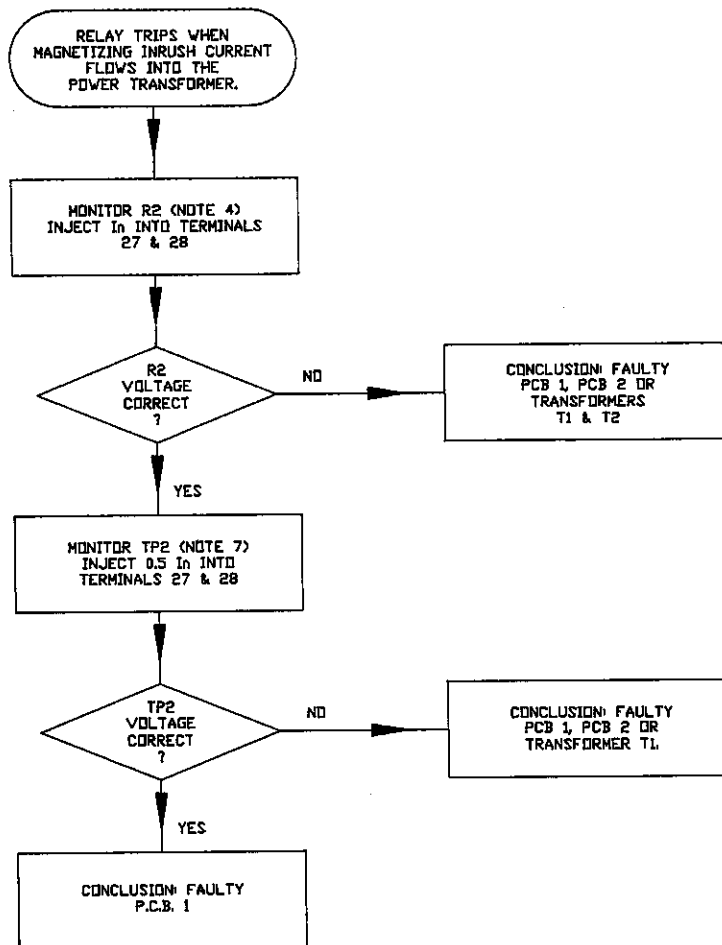 RELAY TRIPS WHEN
MAGNETIZING INRUSH CURRENT
FLOWS INTO THE
POWER TRANSFORMER.
MONITOR R2 (NOTE 4)
INJECT In INTO TERMINALS
27 & 28
R2
VOLTAGE
CORRECT
?
NO
CONCLUSION: FAULTY
PCB 1, PCB 2 OR
TRANSFORMERS
T1 & T2
YES
MONITOR TP2 (NOTE 7)
INJECT 0.5 In INTO
TERMINALS 27 & 28
TP2
VOLTAGE
CORRECT
?
NO
CONCLUSION: FAULTY
PCB 1, PCB 2 OR
TRANSFORMER T1.
YES
CONCLUSION: FAULTY
P.C.B. 1